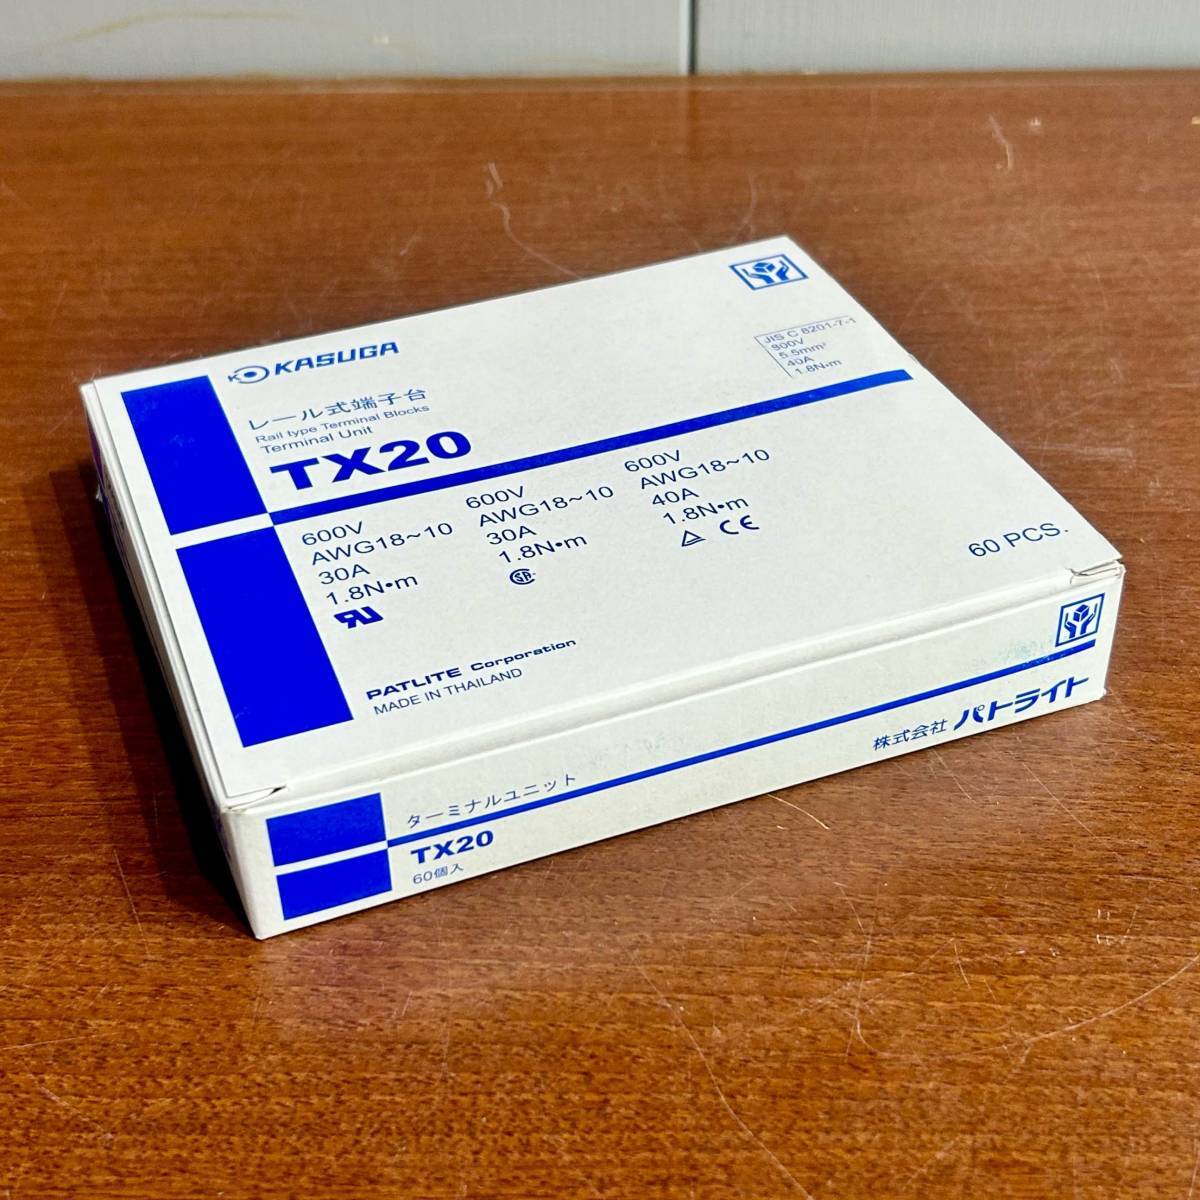 KASUGA
レール式端子台
Rail type Terminal Blocks
Terminal Unit
TX20
JIS C 8201-7-1
800V
5.5mm²
40A
1.8N•m
600V
AWG18~10
30A
1.8N•m
600V
AWG18~10
30A
1.8N•m
600V
AWG18~10
40A
1.8N•m
CE
60 PCS.
PATLITE Corporation
MADE IN THAILAND
ターミナルユニット
TX20
60個入
株式会社 パトライト